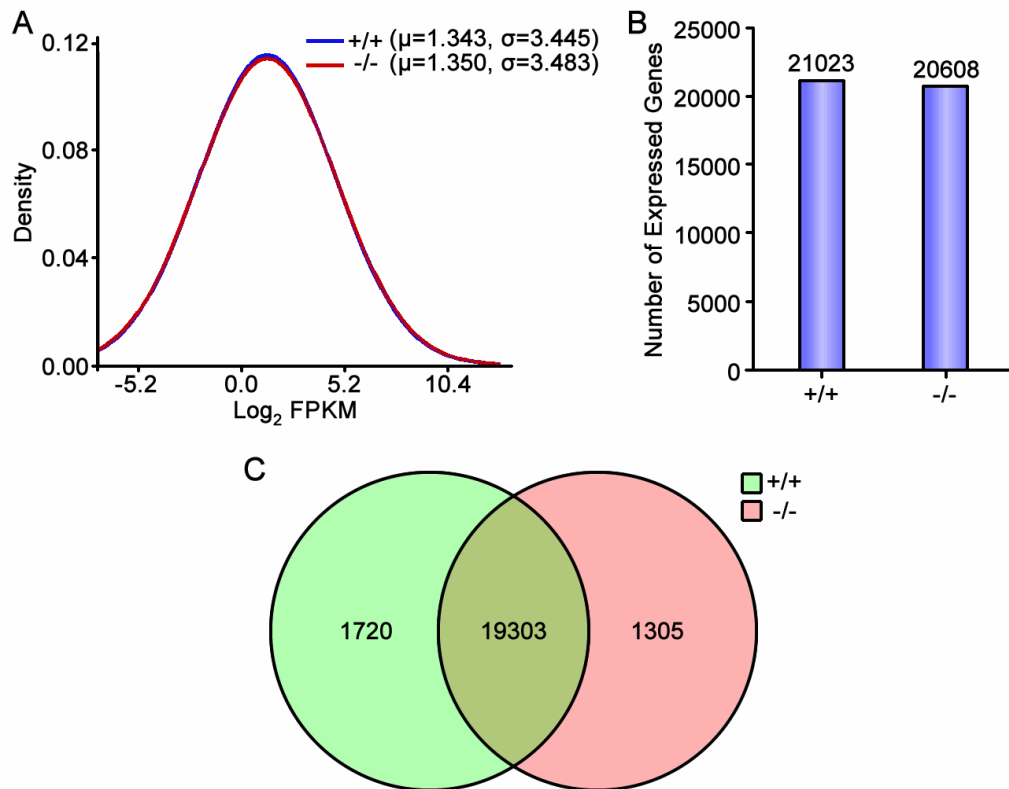 A
0.12
0.08
0.04
0.00
Density
-5.2 0.0 5.2 10.4
Log2 FPKM
+/+ (μ=1.343, σ=3.445)
-/- (μ=1.350, σ=3.483)
B
25000
20000
15000
10000
5000
0
Number of Expressed Genes
21023 20608
+/+ -/-
C
+/+
-/-
1720 19303 1305